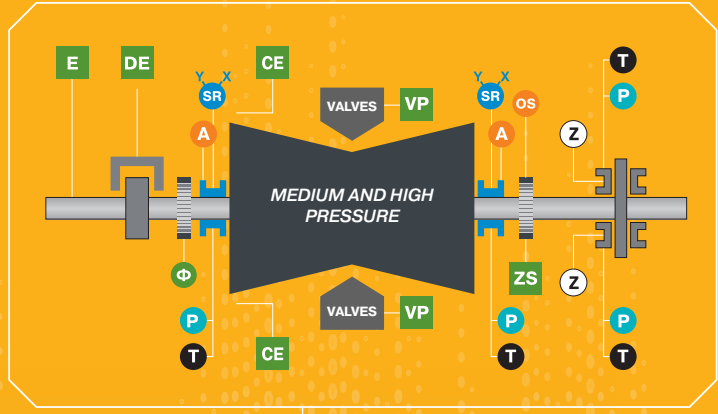 E DE CE T
Y X Y X
SR VALVES VP SR OS P
A A Z
MEDIUM AND HIGH
PRESSURE
Φ ZS Z
P VALVES VP P P
T CE T T